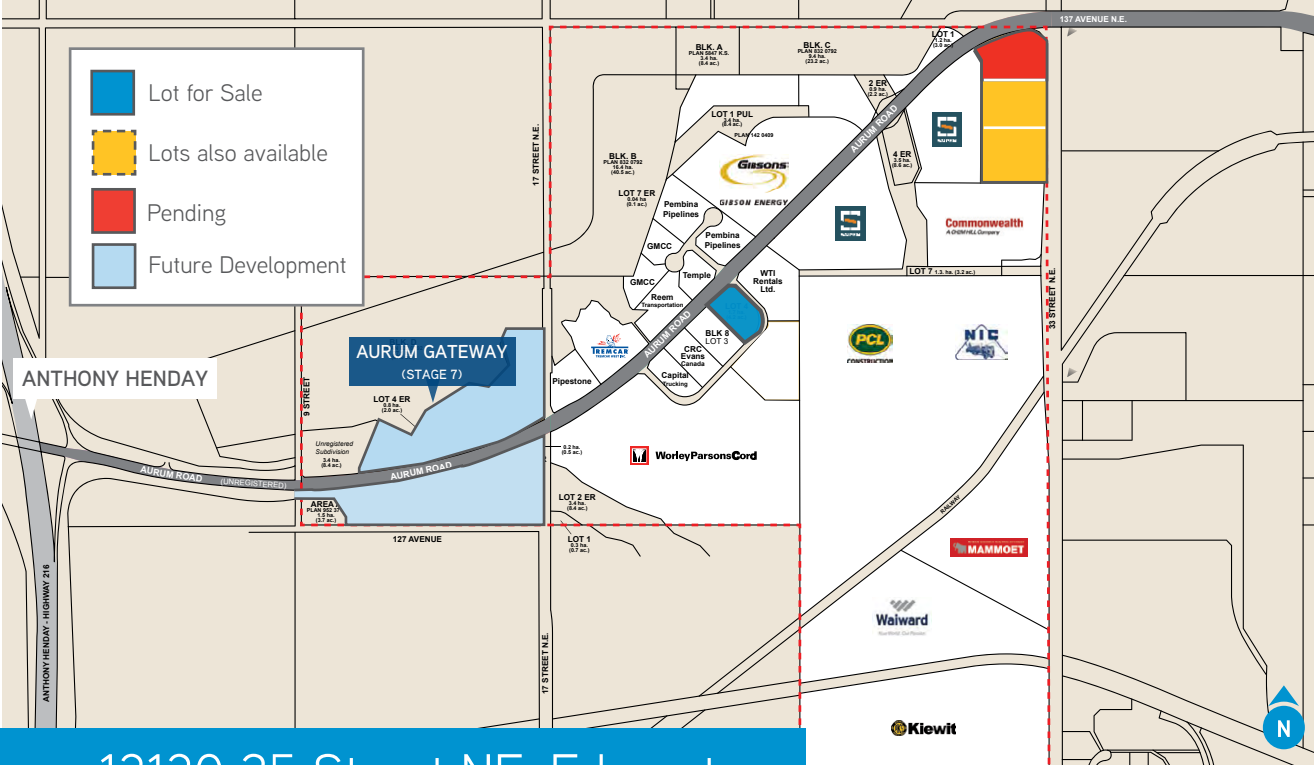 137 AVENUE N.E.
Lot for Sale
Lots also available
Pending
Future Development
BLK. A
PLAN 5847 K.S.
3.4 ha.
(8.4 ac.)
BLK. C
PLAN 832 0792
9.4 ha.
(23.2 ac.)
LOT 1
1.2 ha.
(3.0 ac.)
2 ER
0.9 ha.
(2.2 ac.)
LOT 1 PUL
PLAN 142 0409
4 ER
3.5 ha.
(8.6 ac.)
17 STREET N.E.
BLK. B
PLAN 832 0792
16.4 ha.
(40.5 ac.)
LOT 7 ER
0.04 ha
(0.1 ac.)
GIBSONS
GIBSON ENERGY
AURUM ROAD
Pembina
Pipelines
Pembina
Pipelines
GMCC
GMCC
Temple
Reem
Transportation
WTI
Rentals
Ltd.
Commonwealth
A CH2M HILL Company
LOT 7 1.3. ha. (3.2 ac.)
33 STREET N.E.
AURUM ROAD
BLK 8
LOT 3
CRC
Evans
Canada
Capital
Trucking
TREMCAR
Pipestone
PCL
CONSTRUCTION
NIC
AURUM GATEWAY
(STAGE 7)
ANTHONY HENDAY
9 STREET
LOT 4 ER
0.8 ha.
(2.0 ac.)
Unregistered
Subdivision
3.4 ha.
(8.4 ac.)
0.2 ha.
(0.5 ac.)
WorleyParsonsCord
AURUM ROAD
(UNREGISTERED)
AURUM ROAD
AREA
PLAN 952 37
1.5 ha.
(3.7 ac.)
LOT 2 ER
3.4 ha.
(8.4 ac.)
127 AVENUE
LOT 1
0.3 ha.
(0.7 ac.)
RAILWAY
MAMMOET
ANTHONY HENDAY - HIGHWAY 216
17 STREET N.E.
Waiward
Kiewit
N